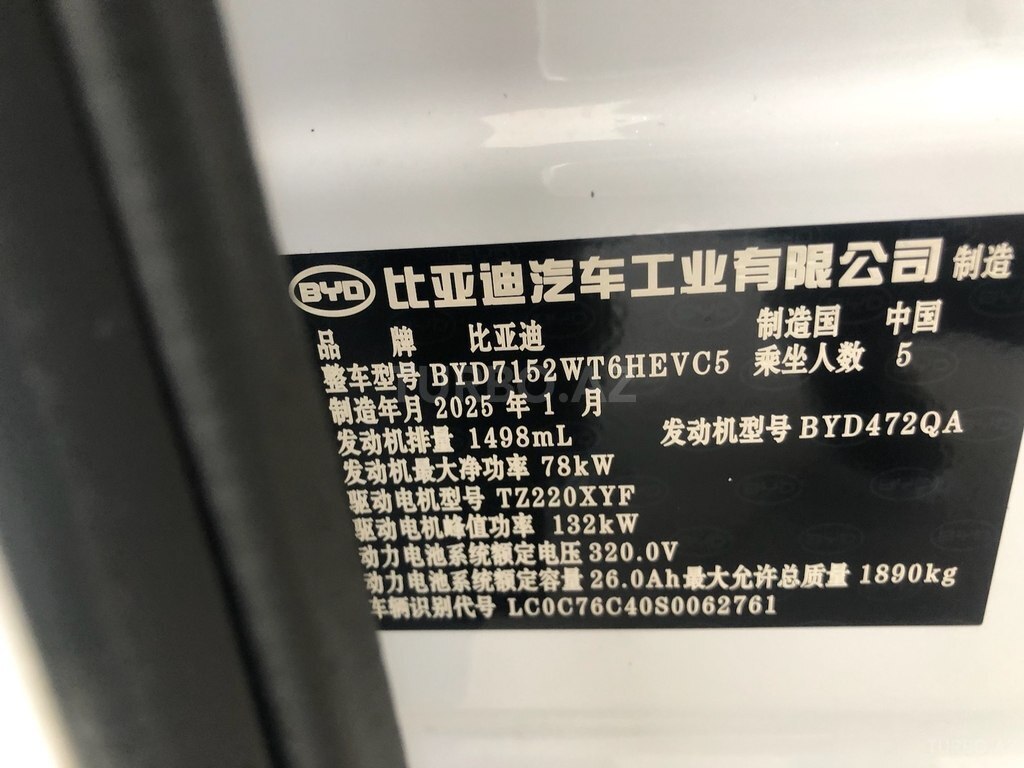 BYD 比亚迪汽车工业有限公司 制造
品 牌 比亚迪 制造国 中国
整车型号 BYD7152WT6HEVC5 乘坐人数 5
制造年月 2025 年 1 月
发动机排量 1498mL 发动机型号 BYD472QA
发动机最大净功率 78kW
驱动电机型号 TZ220XYF
驱动电机峰值功率 132kW
动力电池系统额定电压 320.0V
动力电池系统额定容量 26.0Ah 最大允许总质量 1890kg
车辆识别代号 LC0C76C40S0062761
TURBO.AZ
TURBO.AZ